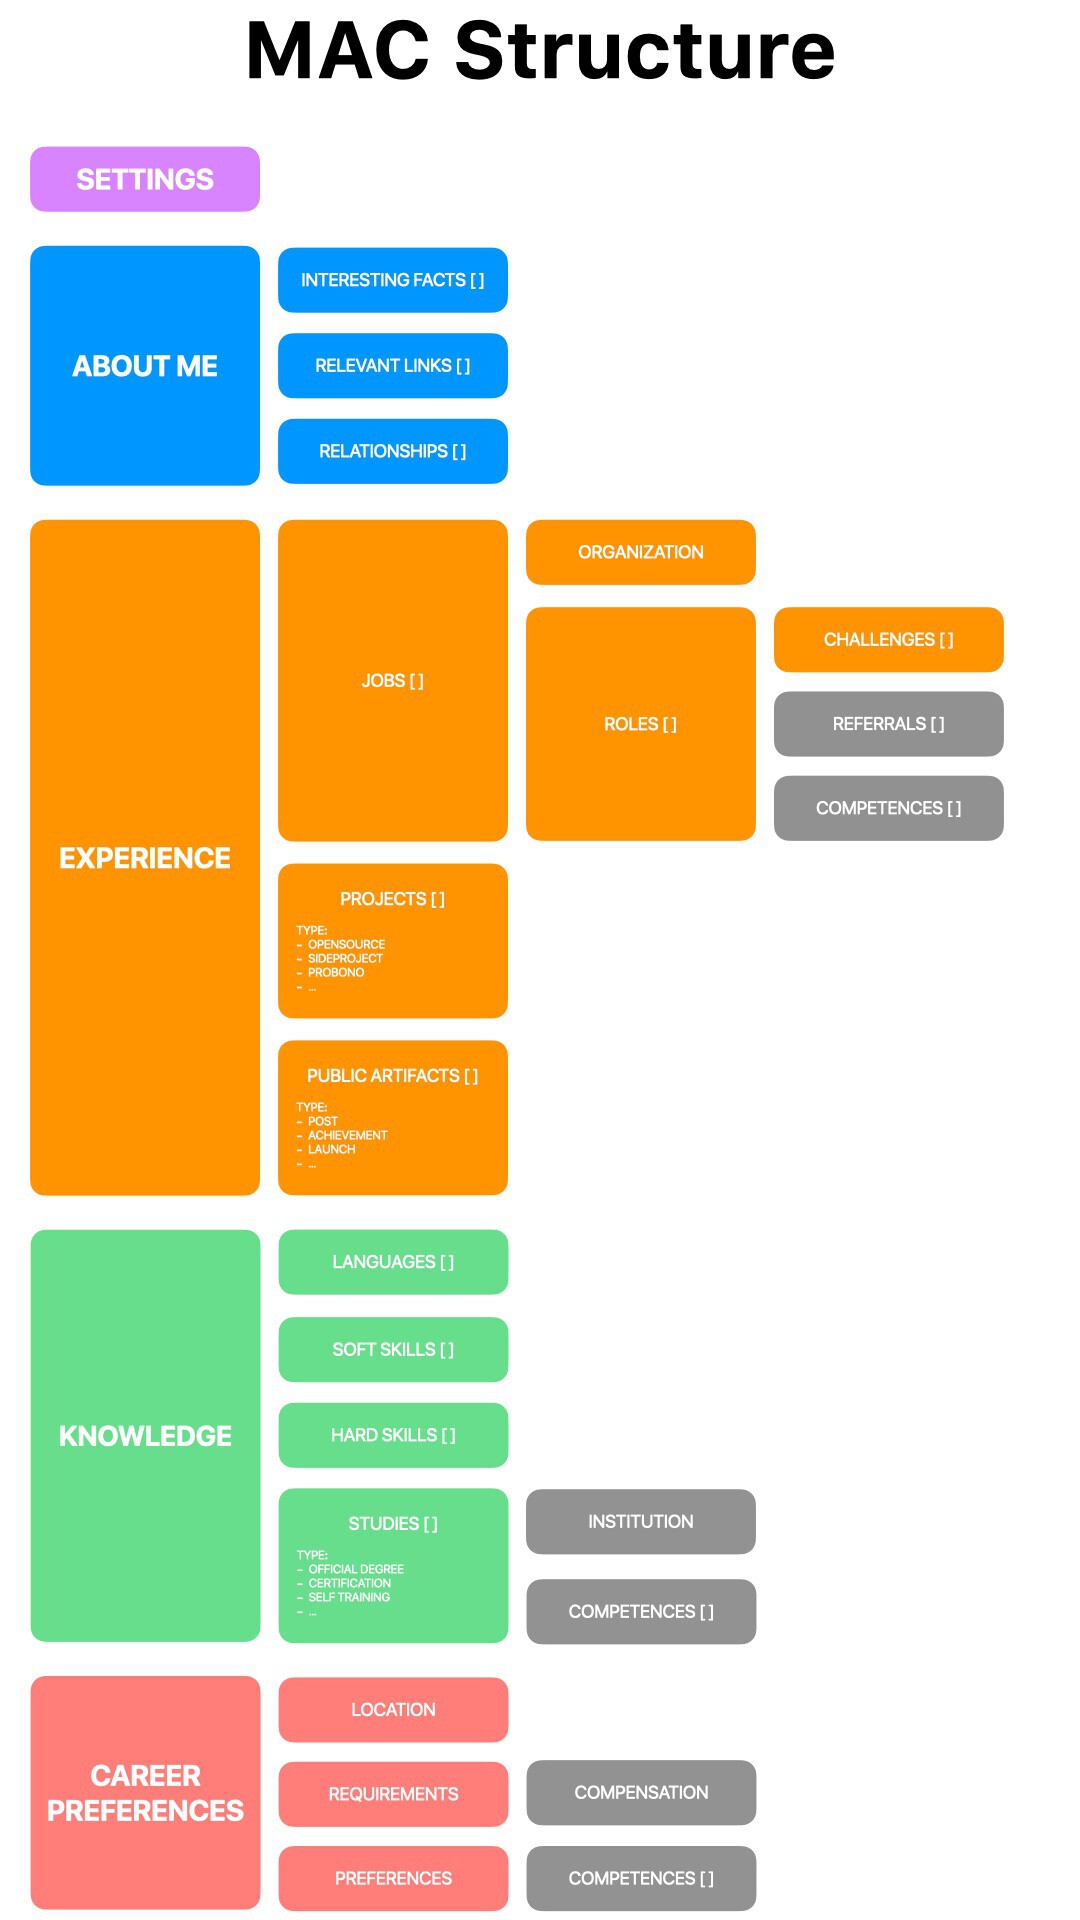 MAC Structure
SETTINGS
ABOUT ME
INTERESTING FACTS [ ]
RELEVANT LINKS [ ]
RELATIONSHIPS [ ]
EXPERIENCE
JOBS [ ]
ORGANIZATION
ROLES [ ]
CHALLENGES [ ]
REFERRALS [ ]
COMPETENCES [ ]
PROJECTS [ ]
TYPE:
- OPENSOURCE
- SIDEPROJECT
- PROBONO
- ...
PUBLIC ARTIFACTS [ ]
TYPE:
- POST
- ACHIEVEMENT
- LAUNCH
- ...
KNOWLEDGE
LANGUAGES [ ]
SOFT SKILLS [ ]
HARD SKILLS [ ]
STUDIES [ ]
TYPE:
- OFFICIAL DEGREE
- CERTIFICATION
- SELF TRAINING
- ...
INSTITUTION
COMPETENCES [ ]
CAREER
PREFERENCES
LOCATION
REQUIREMENTS
COMPENSATION
PREFERENCES
COMPETENCES [ ]